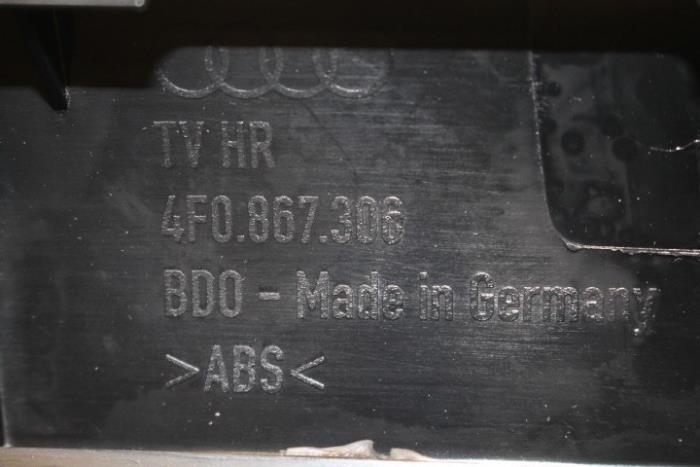 TV HR
4F0.867.306
BDO - Made in Germany
>ABS<